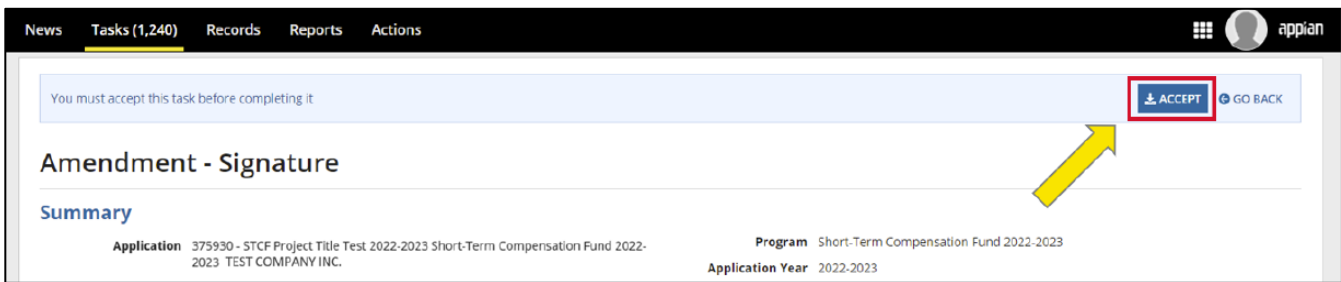 News Tasks (1,240) Records Reports Actions appian
You must accept this task before completing it ACCEPT GO BACK
Amendment - Signature
Summary
Application 375930 - STCF Project Title Test 2022-2023 Short-Term Compensation Fund 2022-
2023 TEST COMPANY INC.
Program Short-Term Compensation Fund 2022-2023
Application Year 2022-2023